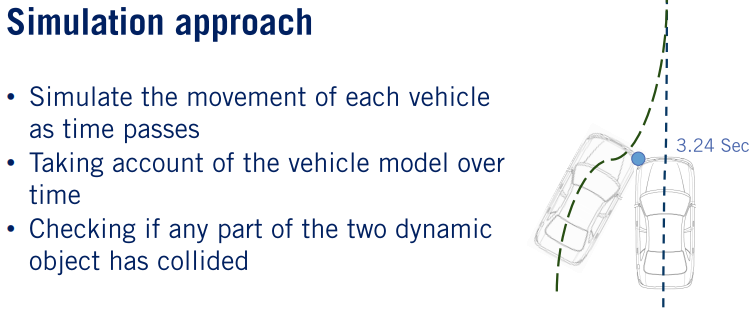 Simulation approach
• Simulate the movement of each vehicle
as time passes
• Taking account of the vehicle model over
time
• Checking if any part of the two dynamic
object has collided
3.24 Sec